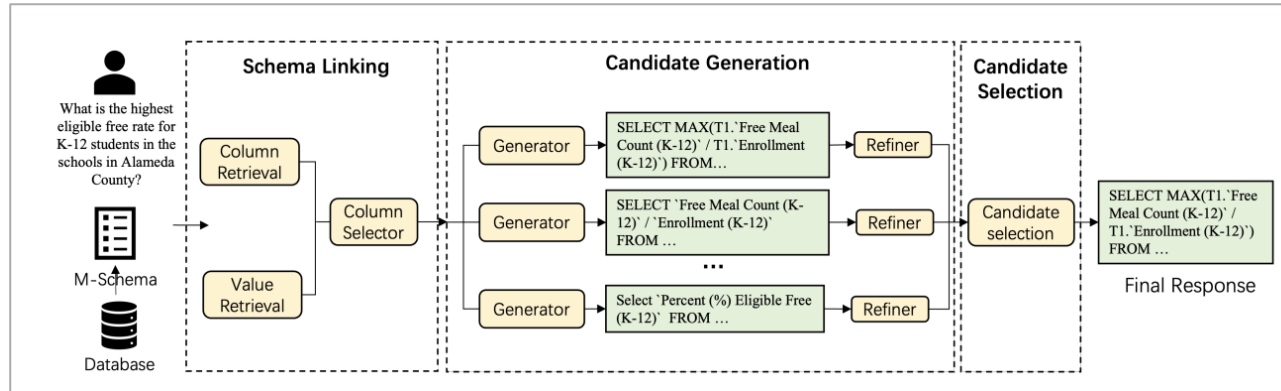 Schema Linking
Candidate Generation
Candidate
Selection
What is the highest
eligible free rate for
K-12 students in the
schools in Alameda
County?
M-Schema
Database
Column
Retrieval
Value
Retrieval
Column
Selector
Generator
SELECT MAX(T1.`Free Meal
Count (K-12)` / T1.`Enrollment
(K-12)`) FROM…
Refiner
Generator
SELECT `Free Meal Count (K-
12)` / `Enrollment (K-12)`
FROM …
Refiner
...
Generator
Select `Percent (%) Eligible Free
(K-12)` FROM …
Refiner
Candidate
selection
SELECT MAX(T1.`Free
Meal Count (K-12)` /
T1.`Enrollment (K-12)`)
FROM …
Final Response